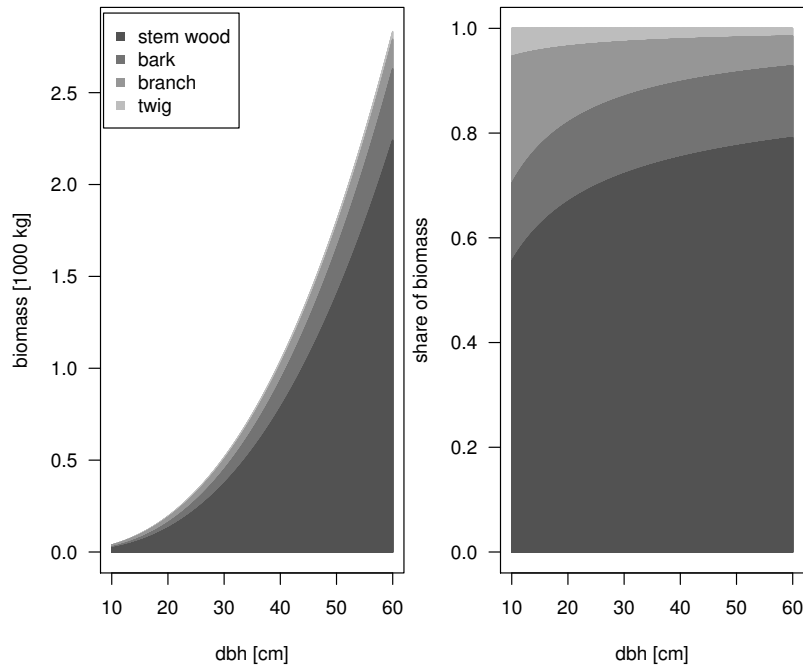 stem wood
bark
branch
twig
biomass [1000 kg]
0.0
0.5
1.0
1.5
2.0
2.5
10 20 30 40 50 60
dbh [cm]
share of biomass
0.0
0.2
0.4
0.6
0.8
1.0
10 20 30 40 50 60
dbh [cm]